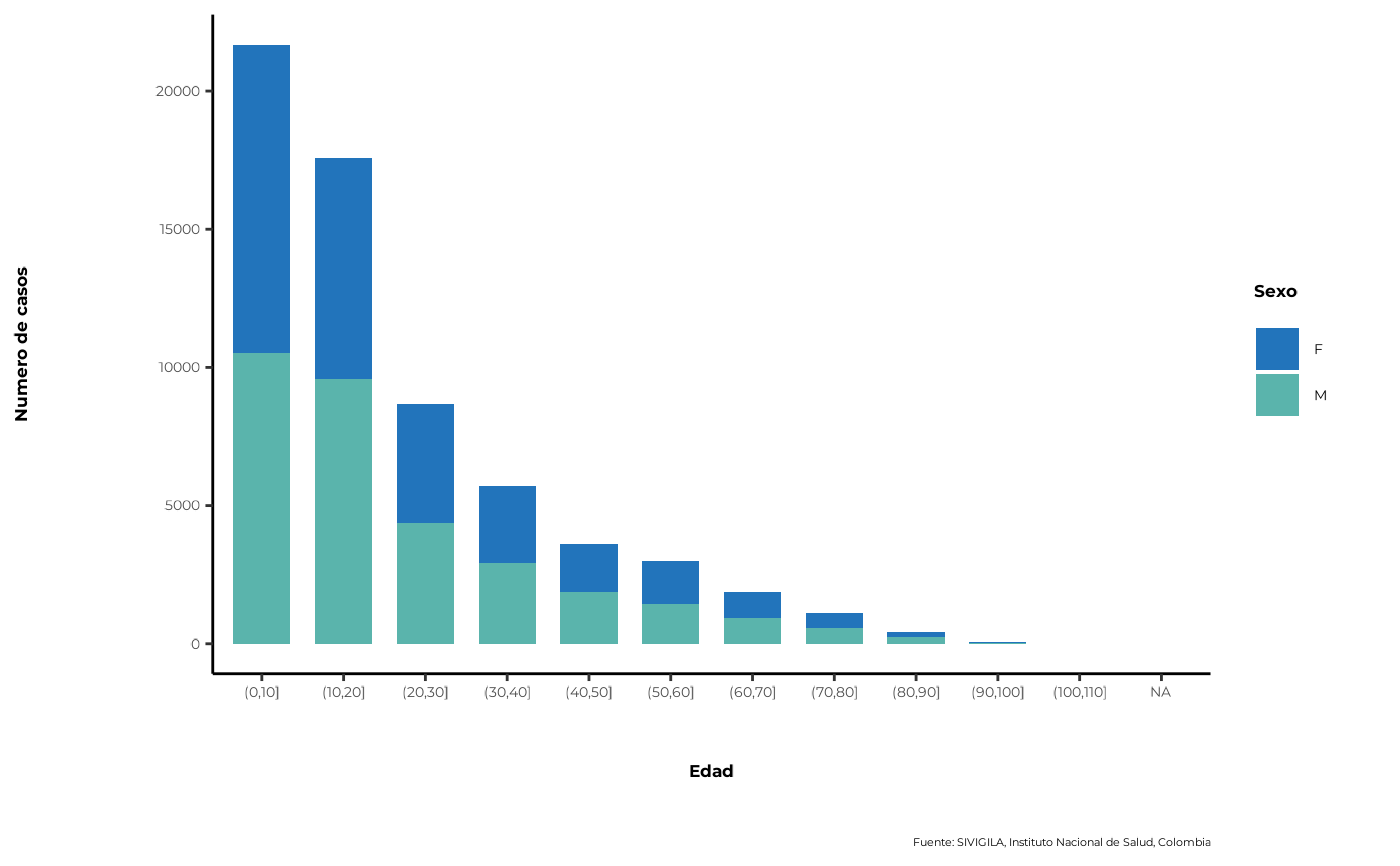 Numero de casos
20000
15000
10000
5000
0
(0,10] (10,20] (20,30] (30,40] (40,50] (50,60] (60,70] (70,80] (80,90] (90,100] (100,110] NA
Edad
Sexo
F
M
Fuente: SIVIGILA, Instituto Nacional de Salud, Colombia